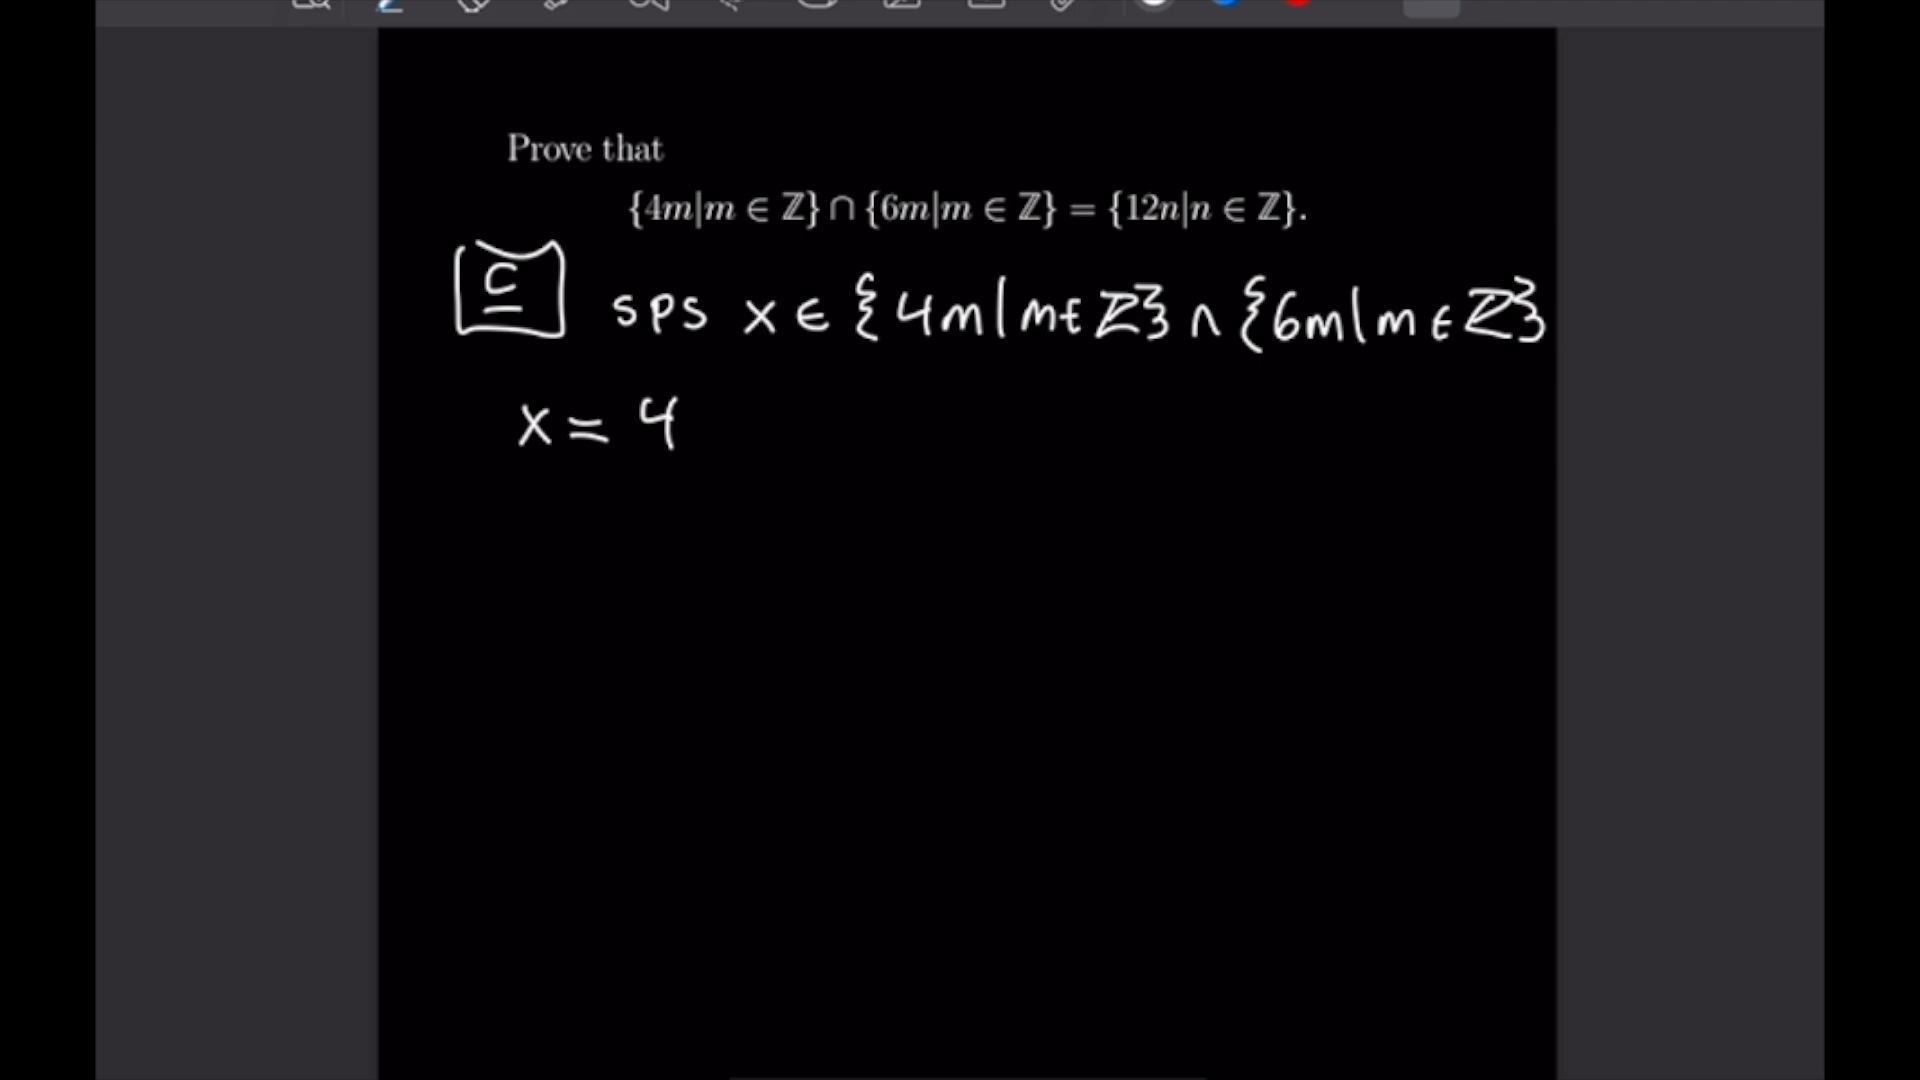 Prove that
{4m|m ∈ ℤ} ∩ {6m|m ∈ ℤ} = {12n|n ∈ ℤ}.
⊆ sps x ∈ {4m|m ∈ ℤ} ∩ {6m|m ∈ ℤ}
x = 4